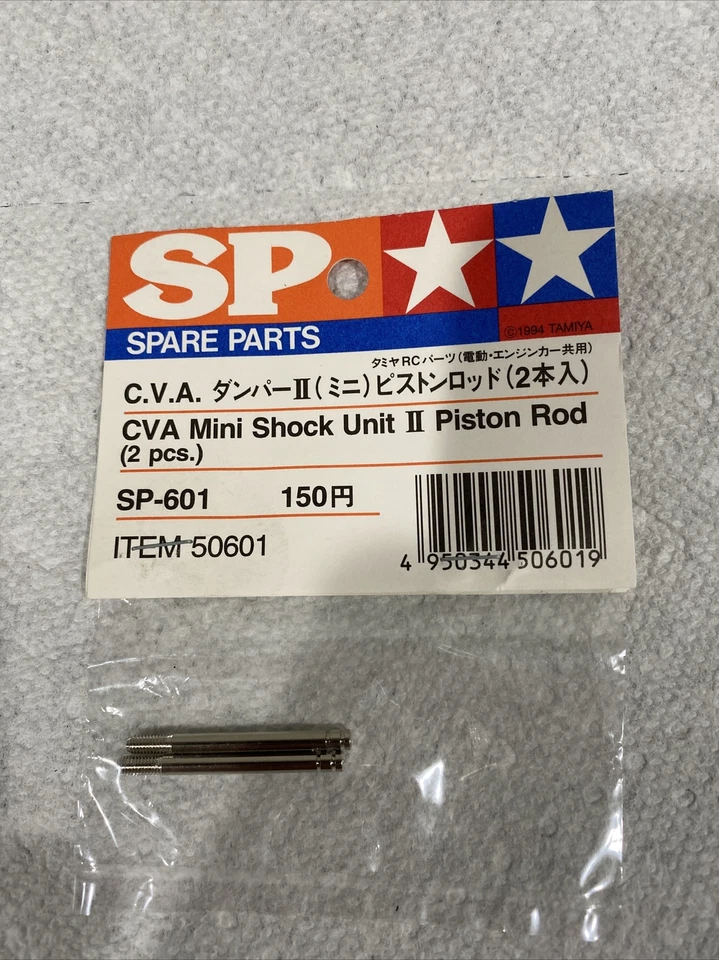 SP
SPARE PARTS
©1994 TAMIYA
タミヤRCパーツ(電動・エンジンカー共用)
C.V.A. ダンパーII(ミニ)ピストンロッド(2本入)
CVA Mini Shock Unit II Piston Rod
(2 pcs.)
SP-601 150円
ITEM 50601
4 950344 506019